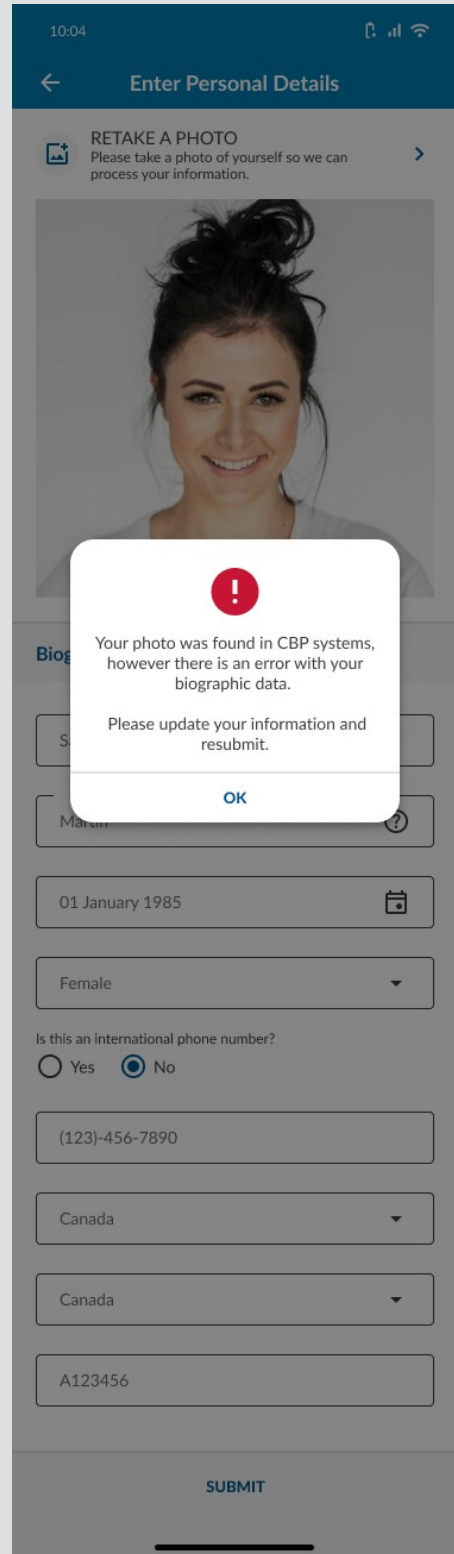 10:04
Enter Personal Details
RETAKE A PHOTO
Please take a photo of yourself so we can
process your information.
Your photo was found in CBP systems,
however there is an error with your
biographic data.
Please update your information and
resubmit.
OK
Martin
01 January 1985
Female
Is this an international phone number?
Yes No
(123)-456-7890
Canada
Canada
A123456
SUBMIT